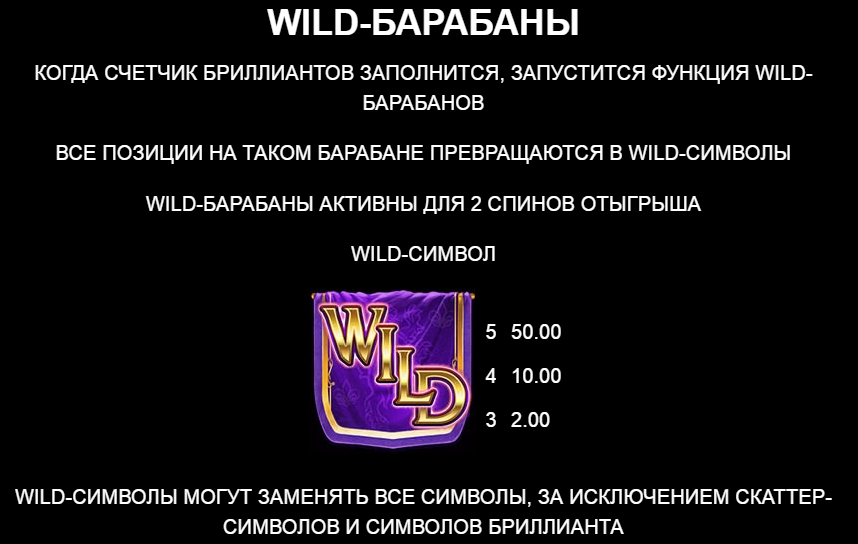 WILD-БАРАБАНЫ
КОГДА СЧЕТЧИК БРИЛЛИАНТОВ ЗАПОЛНИТСЯ, ЗАПУСТИТСЯ ФУНКЦИЯ WILD-
БАРАБАНОВ
ВСЕ ПОЗИЦИИ НА ТАКОМ БАРАБАНЕ ПРЕВРАЩАЮТСЯ В WILD-СИМВОЛЫ
WILD-БАРАБАНЫ АКТИВНЫ ДЛЯ 2 СПИНОВ ОТЫГРЫША
WILD-СИМВОЛ
WILD
5 50.00
4 10.00
3 2.00
WILD-СИМВОЛЫ МОГУТ ЗАМЕНЯТЬ ВСЕ СИМВОЛЫ, ЗА ИСКЛЮЧЕНИЕМ СКАТТЕР-
СИМВОЛОВ И СИМВОЛОВ БРИЛЛИАНТА